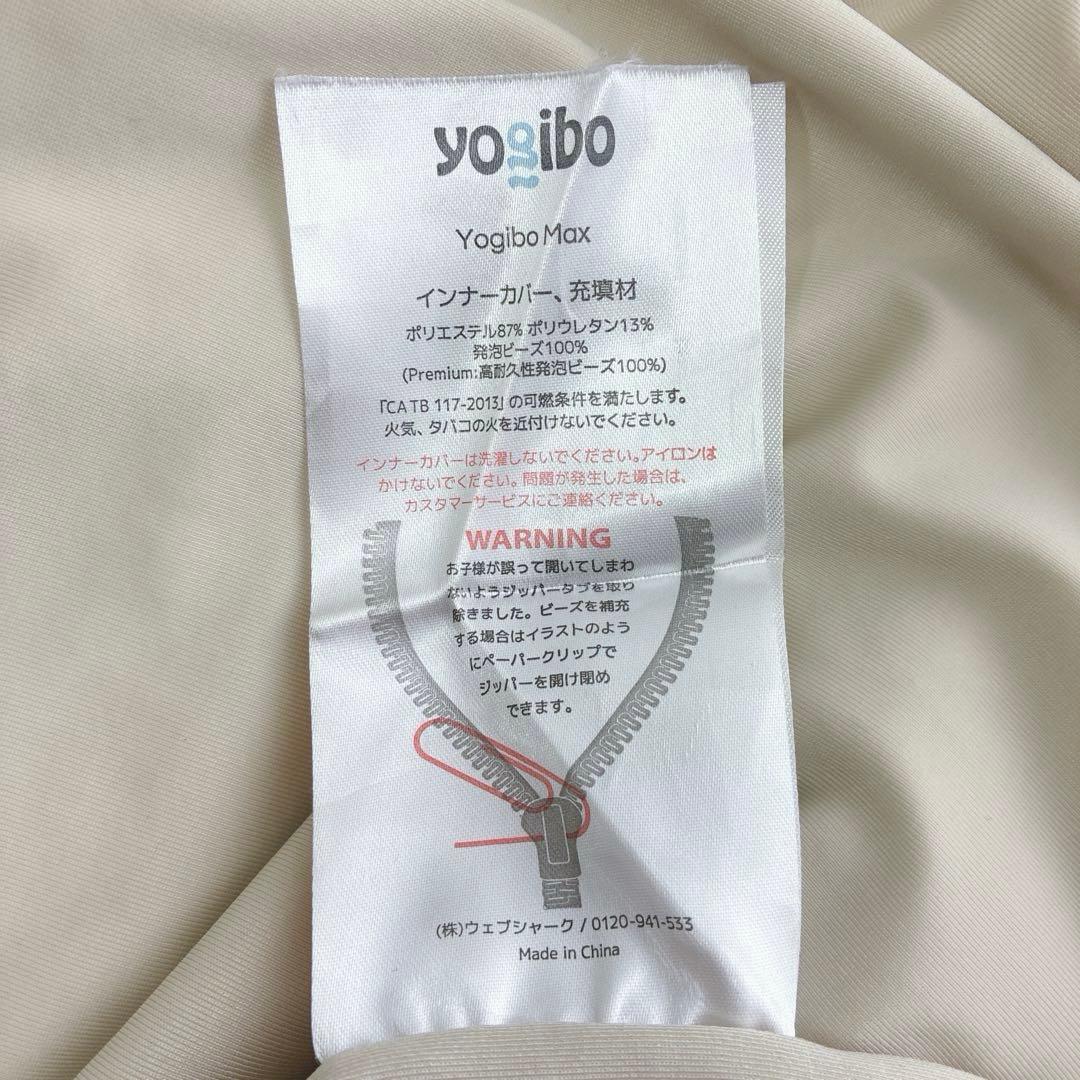 yogibo
Yogibo Max
インナーカバー、充填材
ポリエステル87% ポリウレタン13%
発泡ビーズ100%
(Premium:高耐久性発泡ビーズ100%)
「CA TB 117-2013」の可燃条件を満たします。
火気、タバコの火を近付けないでください。
インナーカバーは洗濯しないでください。アイロンは
かけないでください。問題が発生した場合は、
カスタマーサービスにご連絡ください。
WARNING
お子様が誤って開いてしまわ
ないようジッパータブを取り
除きました。ビーズを補充
する場合はイラストのよう
にペーパークリップで
ジッパーを開け閉め
できます。
(株)ウェブシャーク / 0120-941-533
Made in China